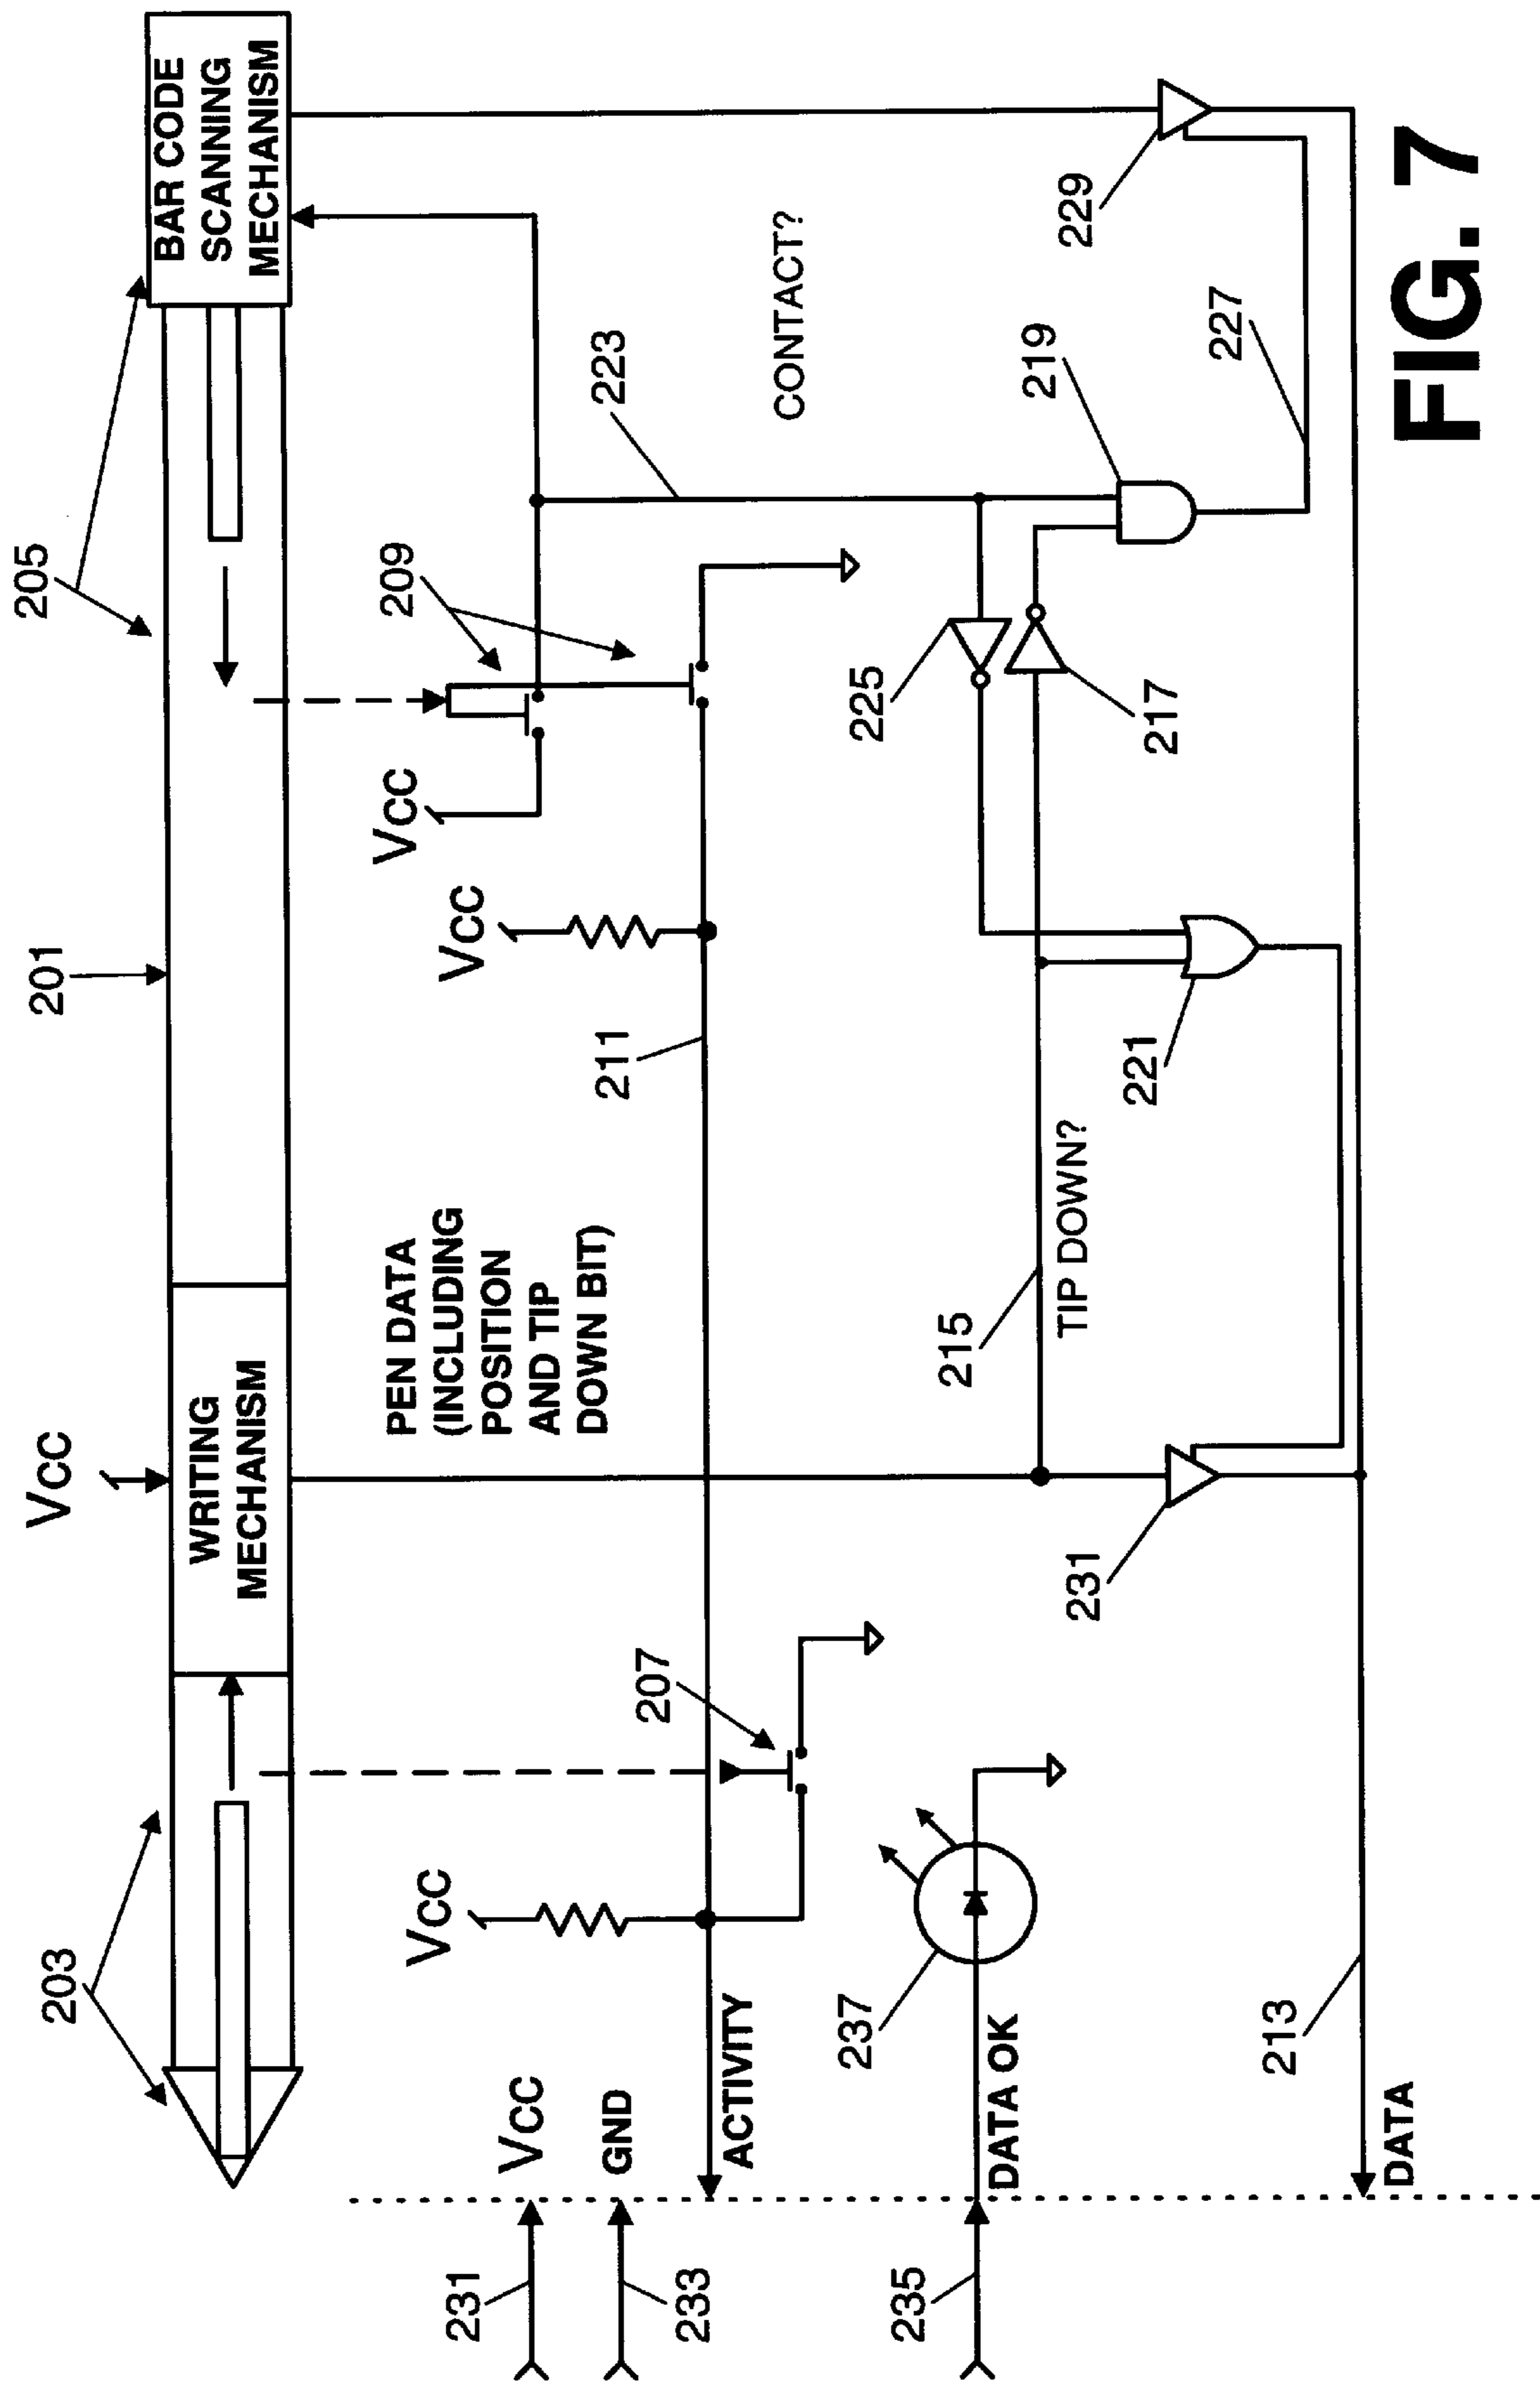 201
203
205
VCC
WRITING
MECHANISM
BAR CODE
SCANNING
MECHANISM
PEN DATA
(INCLUDING
POSITION
AND TIP
DOWN BIT)
VCC
VCC
VCC
209
223
211
207
CONTACT?
231
VCC
233
GND
ACTIVITY
237
225
217
219
229
215
TIP DOWN?
221
227
235
DATA OK
231
213
DATA
FIG. 7